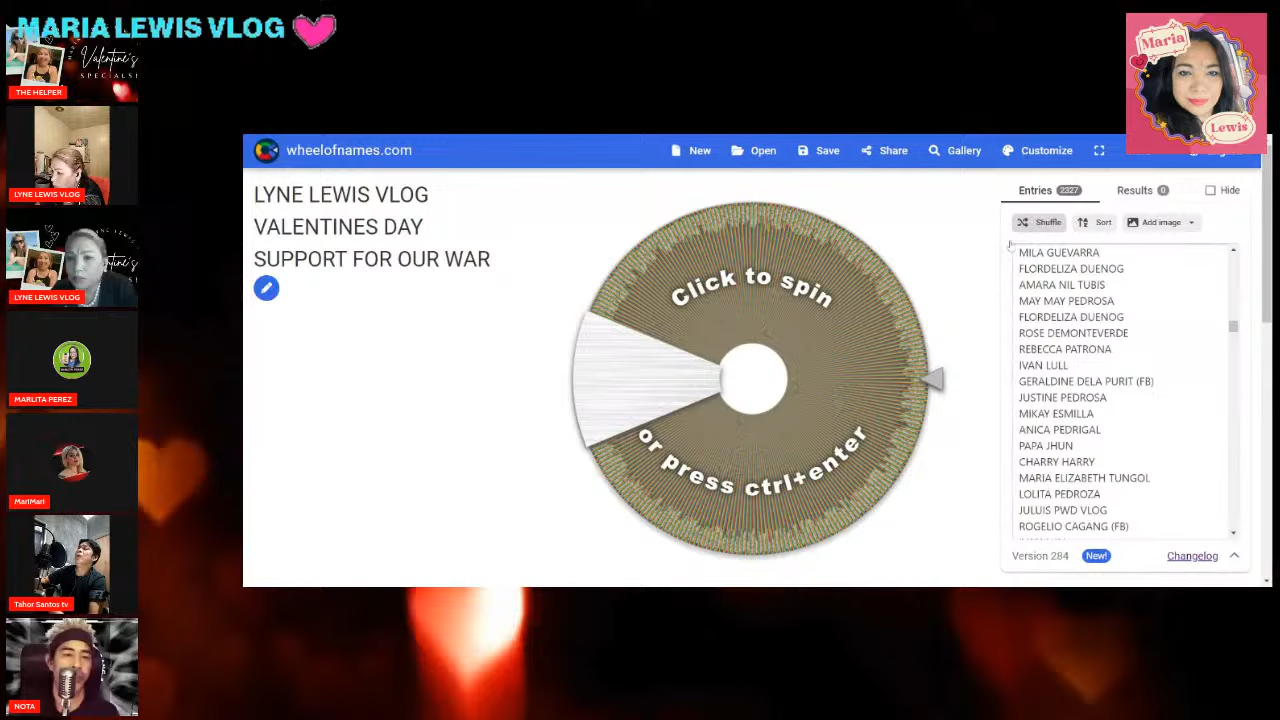 MARIA LEWIS VLOG
Valentine's
SPECIALS
THE HELPER
LYNE LEWIS VLOG
LYNE LEWIS VLOG
MARLITA PEREZ
MariMari
Tahor Santos tv
NOTA
Maria
Lewis
wheelofnames.com
New
Open
Save
Share
Gallery
Customize
LYNE LEWIS VLOG
VALENTINES DAY
SUPPORT FOR OUR WAR
Click to spin
or press ctrl+enter
Entries 2327
Results 0
Hide
Shuffle
Sort
Add image
MILA GUEVARRA
FLORDELIZA DUENOG
AMARA NIL TUBIS
MAY MAY PEDROSA
FLORDELIZA DUENOG
ROSE DEMONTEVERDE
REBECCA PATRONA
IVAN LULL
GERALDINE DELA PURIT (FB)
JUSTINE PEDROSA
MIKAY ESMILLA
ANICA PEDRIGAL
PAPA JHUN
CHARRY HARRY
MARIA ELIZABETH TUNGOL
LOLITA PEDROZA
JULUIS PWD VLOG
ROGELIO CAGANG (FB)
Version 284
New!
Changelog